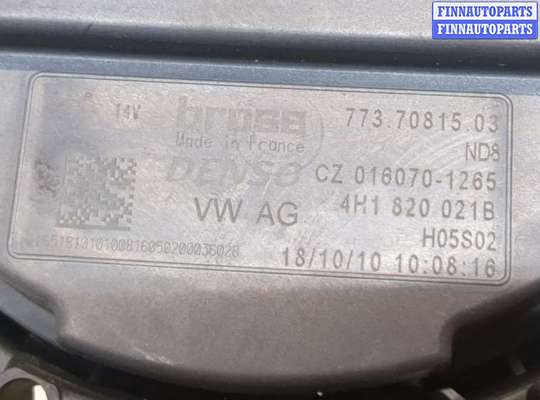 FINNAUTOPARTS
FINNAUTOPARTS
FINNAUTOPARTS
14V brose 773.70815.03
Made in France ND8
DENSO CZ 016070-1265
VW AG 4H1 820 021B
H05S02
18/10/10 10:08:16